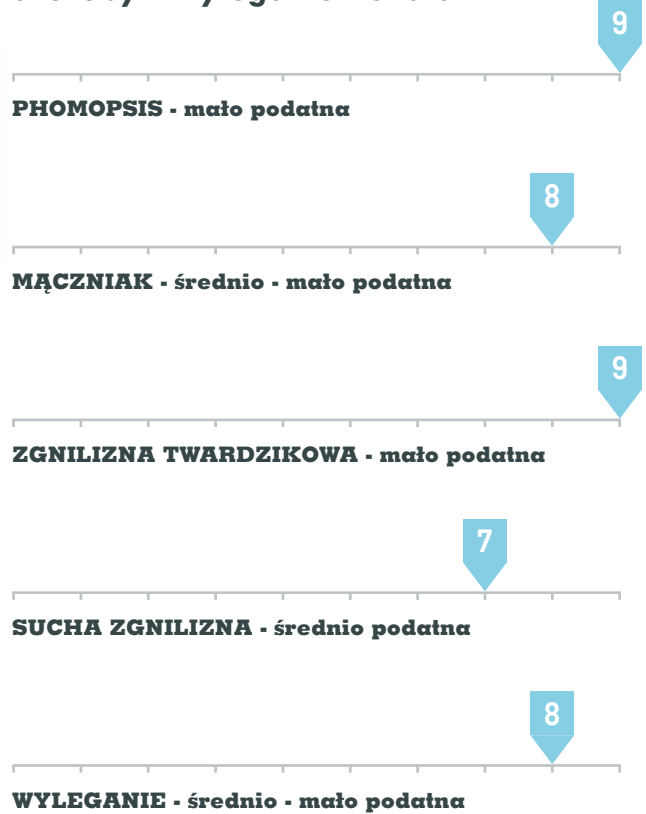 9
PHOMOPSIS - mało podatna
8
MĄCZNIAK - średnio - mało podatna
9
ZGNILIZNA TWARDZIKOWA - mało podatna
7
SUCHA ZGNILIZNA - średnio podatna
8
WYLEGANIE - średnio - mało podatna